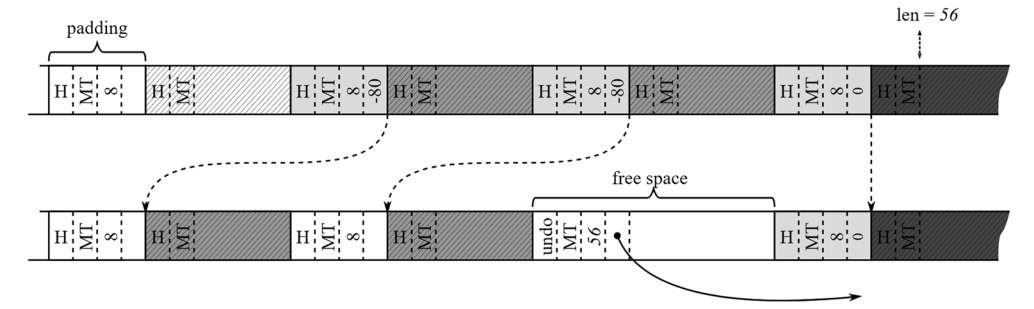 padding
len = 56
H MT 8 H MT H MT 8 -80 H MT H MT 8 -80 H MT H MT 8 0 H MT
free space
H MT 8 H MT H MT 8 H MT undo MT 56 H MT 8 0 H MT